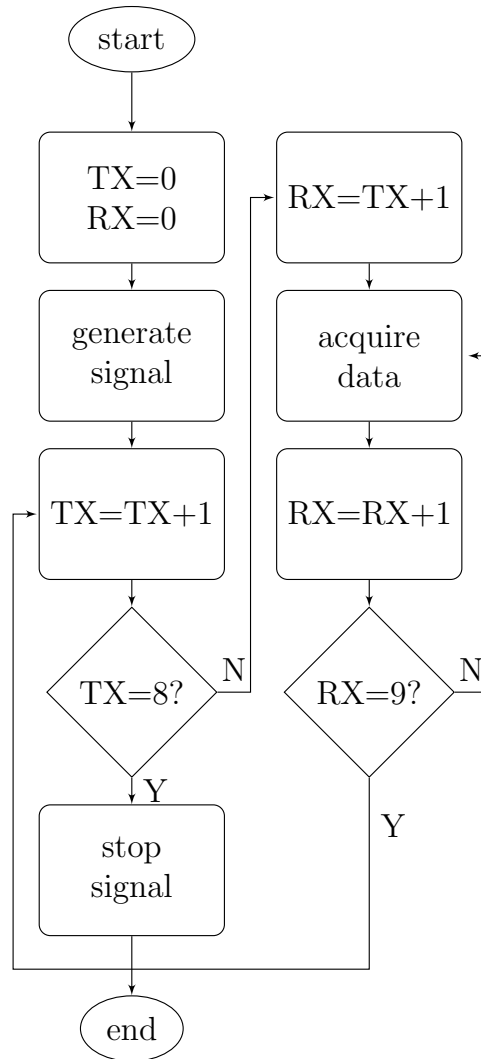 start
TX=0
RX=0
generate
signal
TX=TX+1
TX=8?
N
Y
stop
signal
end
RX=TX+1
acquire
data
RX=RX+1
RX=9?
N
Y